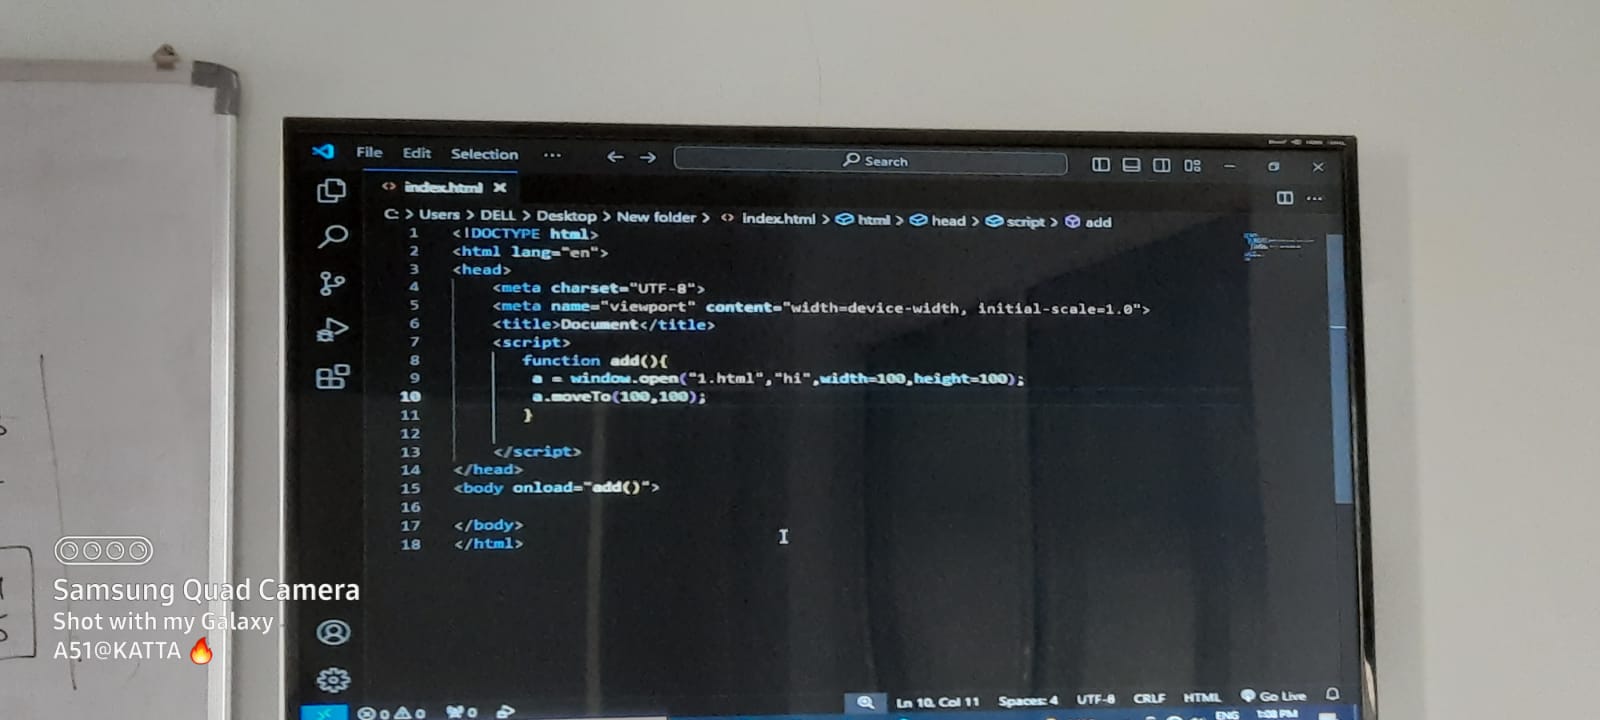 File Edit Selection ... Search
index.html
C: > Users > DELL > Desktop > New folder > <> index.html > html > head > script > add
1 <!DOCTYPE html>
2 <html lang="en">
3 <head>
4 <meta charset="UTF-8">
5 <meta name="viewport" content="width=device-width, initial-scale=1.0">
6 <title>Document</title>
7 <script>
8 function add(){
9 a = window.open("1.html","hi",width=100,height=100);
10 a.moveTo(100,100);
11 }
12
13 </script>
14 </head>
15 <body onload="add()">
16
17 </body>
18 </html>
Samsung Quad Camera
Shot with my Galaxy
A51@KATTA 🔥
0 0 0 Ln 10, Col 11 Spaces: 4 UTF-8 CRLF HTML Go Live
ENG 1:08 PM